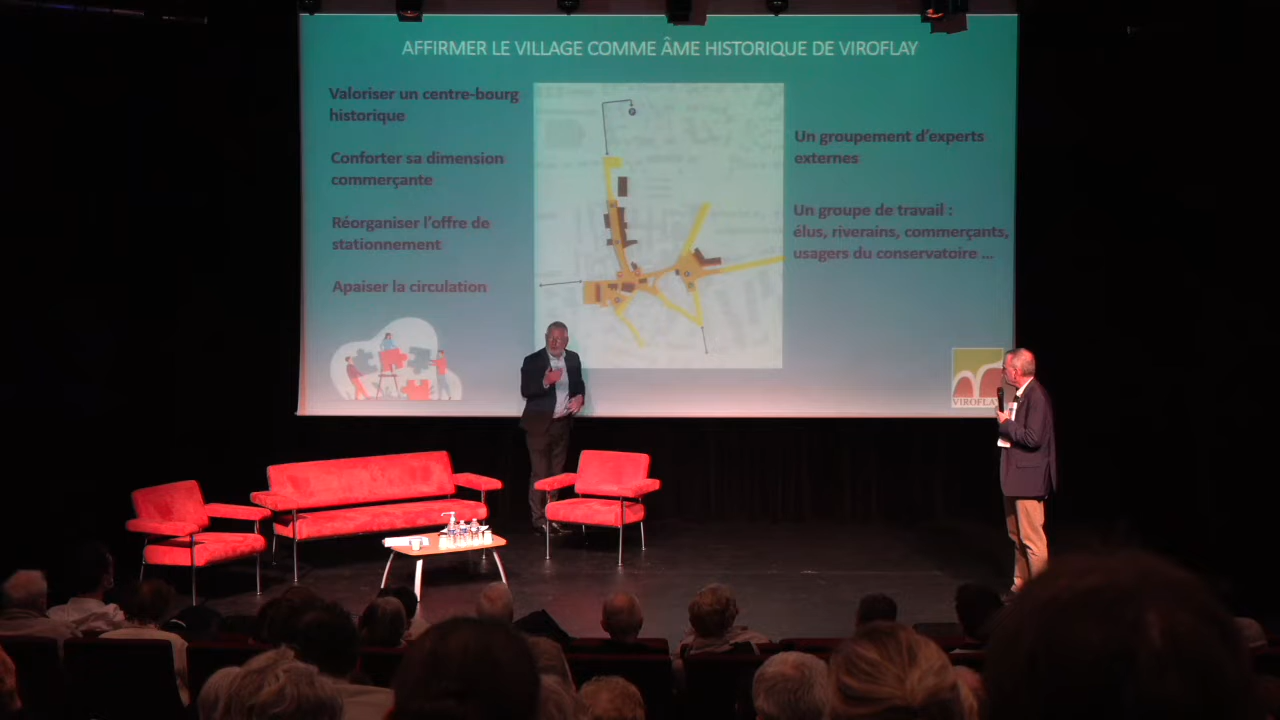 AFFIRMER LE VILLAGE COMME ÂME HISTORIQUE DE VIROFLAY
Valoriser un centre-bourg
historique
Conforter sa dimension
commerçante
Réorganiser l'offre de
stationnement
Apaiser la circulation
Un groupement d'experts
externes
Un groupe de travail :
élus, riverains, commerçants,
usagers du conservatoire ...
VIROFLAY